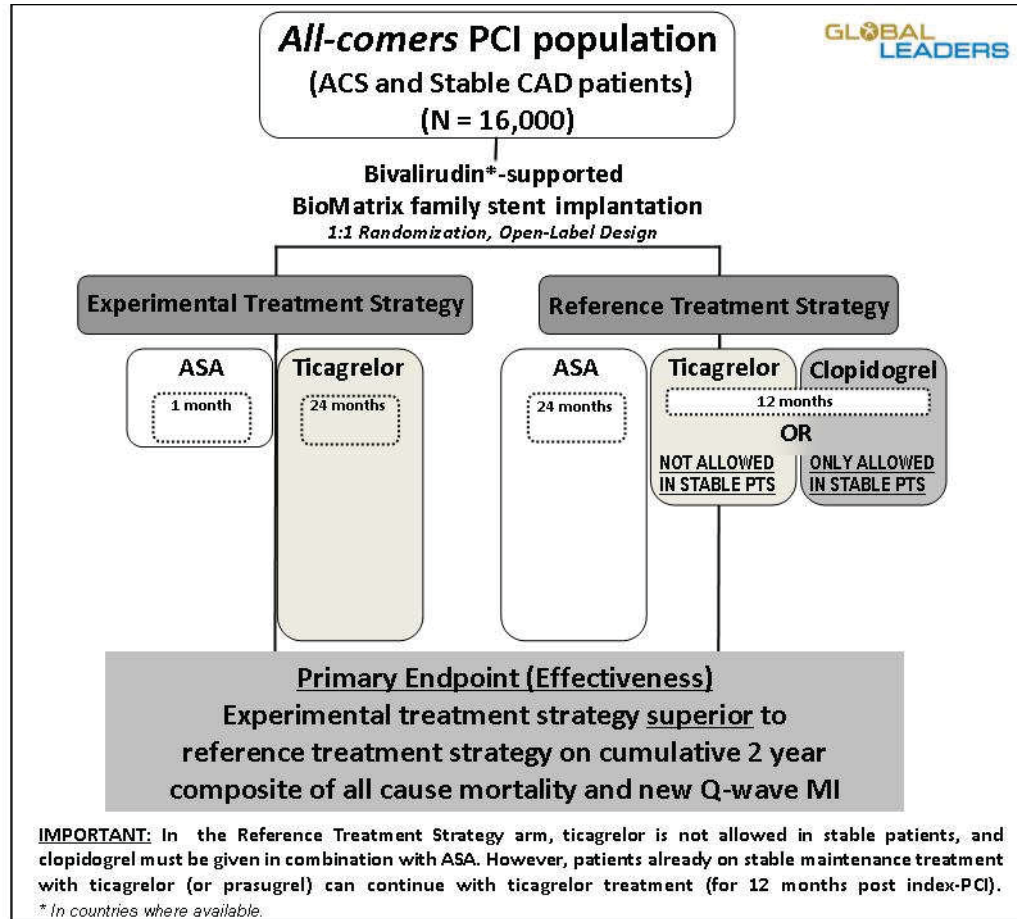 All-comers PCI population
(ACS and Stable CAD patients)
(N = 16,000)
GLOBAL
LEADERS
Bivalirudin*-supported
BioMatrix family stent implantation
1:1 Randomization, Open-Label Design
Experimental Treatment Strategy
Reference Treatment Strategy
ASA
1 month
Ticagrelor
24 months
ASA
24 months
Ticagrelor
Clopidogrel
12 months
OR
NOT ALLOWED
IN STABLE PTS
ONLY ALLOWED
IN STABLE PTS
Primary Endpoint (Effectiveness)
Experimental treatment strategy superior to
reference treatment strategy on cumulative 2 year
composite of all cause mortality and new Q-wave MI
IMPORTANT: In the Reference Treatment Strategy arm, ticagrelor is not allowed in stable patients, and
clopidogrel must be given in combination with ASA. However, patients already on stable maintenance treatment
with ticagrelor (or prasugrel) can continue with ticagrelor treatment (for 12 months post index-PCI).
* In countries where available.